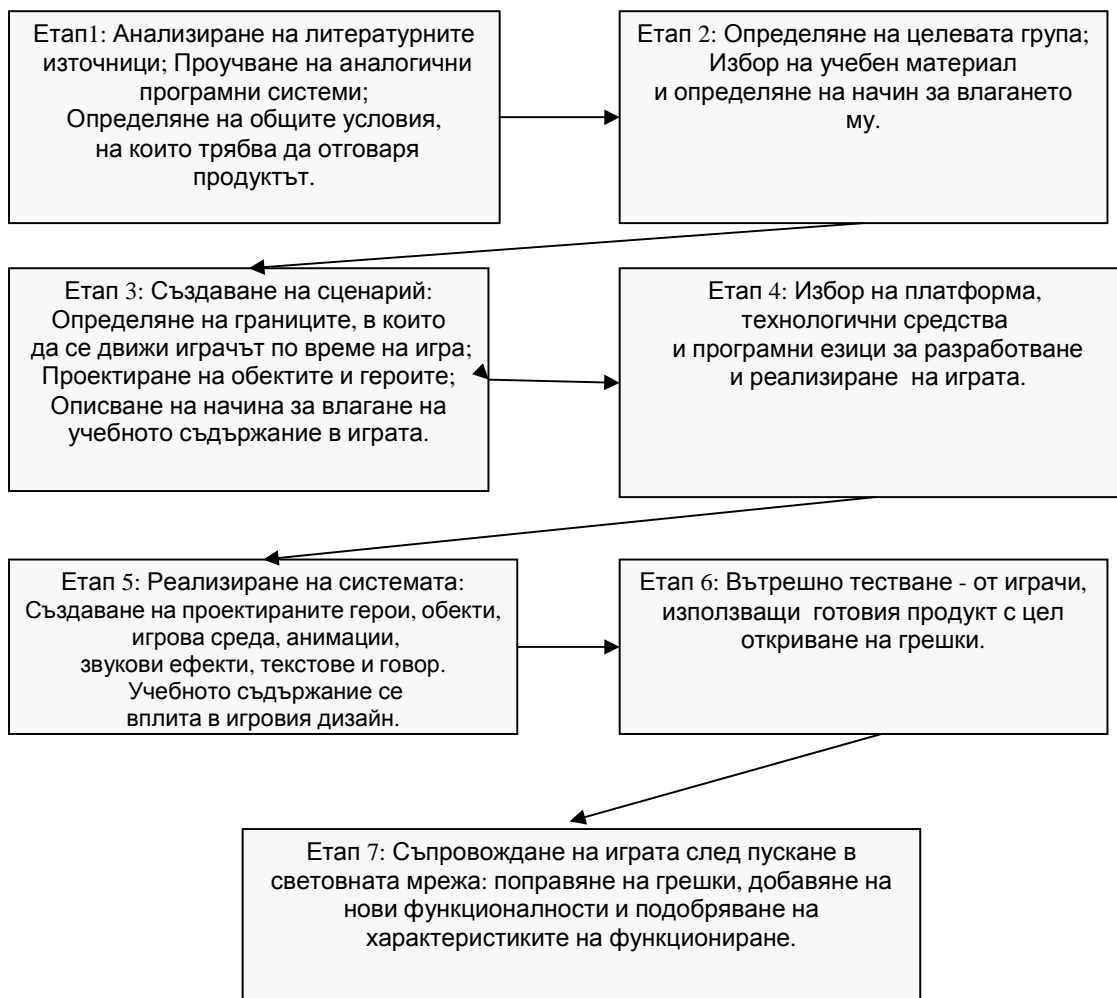 Етап1: Анализиране на литературните
източници; Проучване на аналогични
програмни системи;
Определяне на общите условия,
на които трябва да отговаря
продуктът.
Етап 2: Определяне на целевата група;
Избор на учебен материал
и определяне на начин за влагането
му.
Етап 3: Създаване на сценарий:
Определяне на границите, в които
да се движи играчът по време на игра;
Проектиране на обектите и героите;
Описване на начина за влагане на
учебното съдържание в играта.
Етап 4: Избор на платформа,
технологични средства
и програмни езици за разработване
и реализиране на играта.
Етап 5: Реализиране на системата:
Създаване на проектираните герои, обекти,
игрова среда, анимации,
звукови ефекти, текстове и говор.
Учебното съдържание се
вплита в игровия дизайн.
Етап 6: Вътрешно тестване - от играчи,
използващи готовия продукт с цел
откриване на грешки.
Етап 7: Съпровождане на играта след пускане в
световната мрежа: поправяне на грешки, добавяне на
нови функционалности и подобряване на
характеристиките на функциониране.